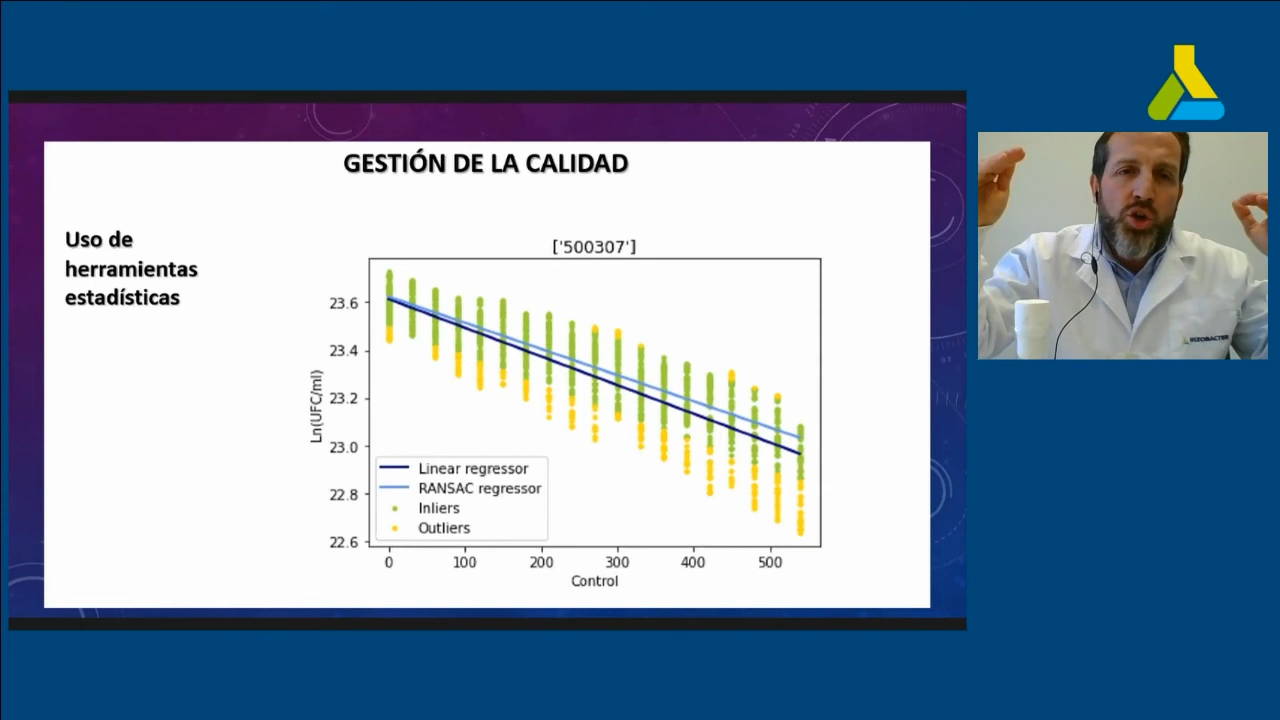 GESTIÓN DE LA CALIDAD
Uso de
herramientas
estadísticas
['500307']
23.6
23.4
23.2
23.0
22.8
22.6
Ln(UFC/ml)
Linear regressor
RANSAC regressor
Inliers
Outliers
0 100 200 300 400 500
Control
RIZOBACTER